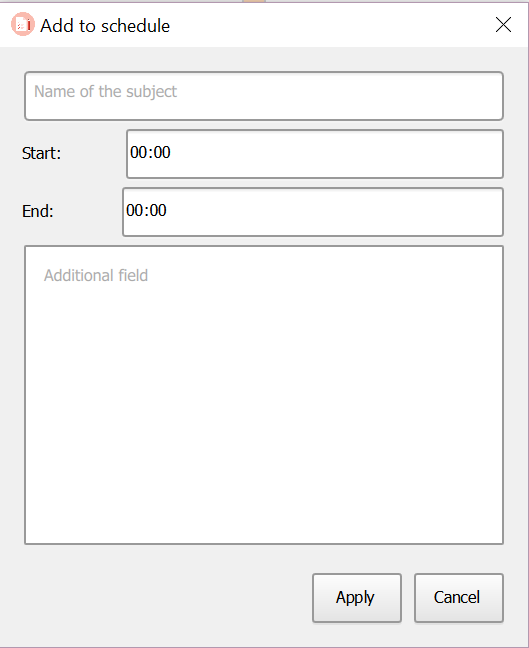 Add to schedule
Name of the subject
Start: 00:00
End: 00:00
Additional field
Apply Cancel